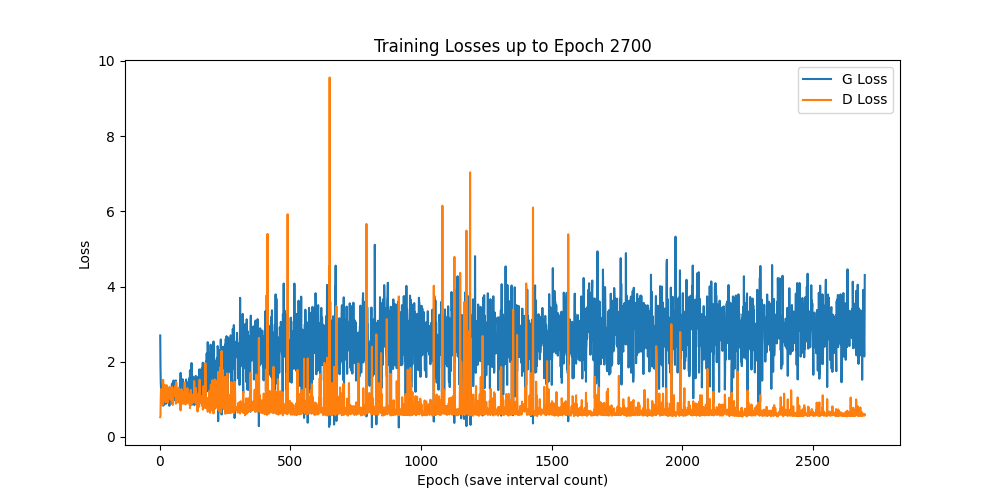 Training Losses up to Epoch 2700
G Loss
D Loss
10
8
6
4
2
0
Loss
0 500 1000 1500 2000 2500
Epoch (save interval count)